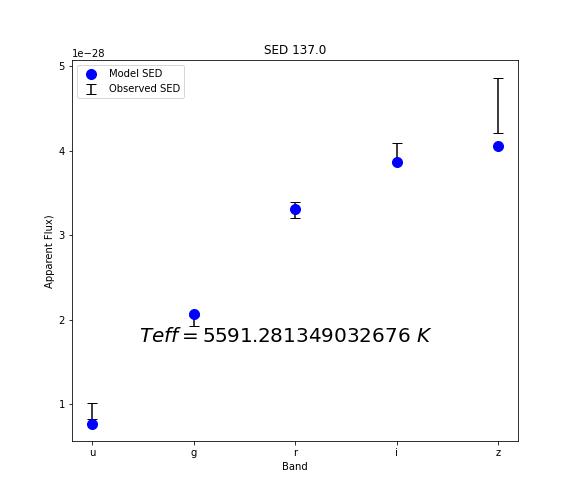 SED 137.0
1e−28
Model SED
Observed SED
5
4
3
2
1
Apparent Flux)
Teff = 5591.281349032676 K
u g r i z
Band